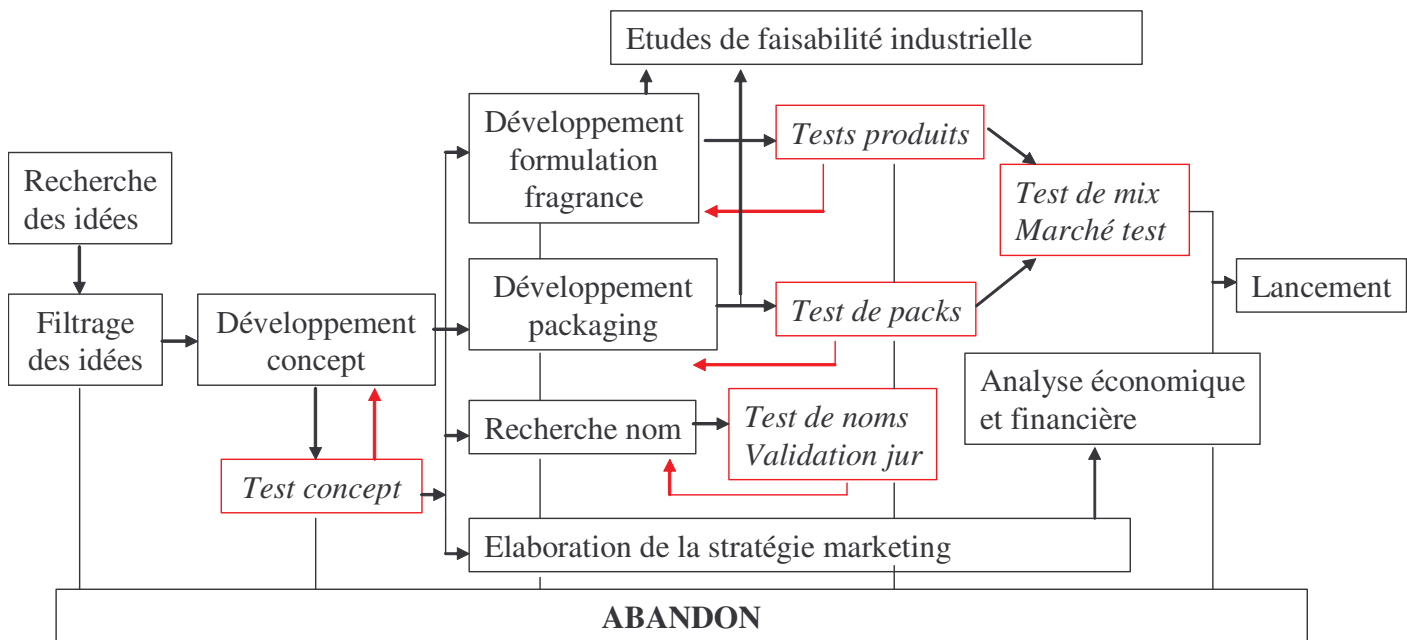 Etudes de faisabilité industrielle
Développement
formulation
fragrance
Tests produits
Recherche
des idées
Test de mix
Marché test
Filtrage
des idées
Développement
concept
Développement
packaging
Test de packs
Lancement
Analyse économique
et financière
Recherche nom
Test de noms
Validation jur
Test concept
Elaboration de la stratégie marketing
ABANDON